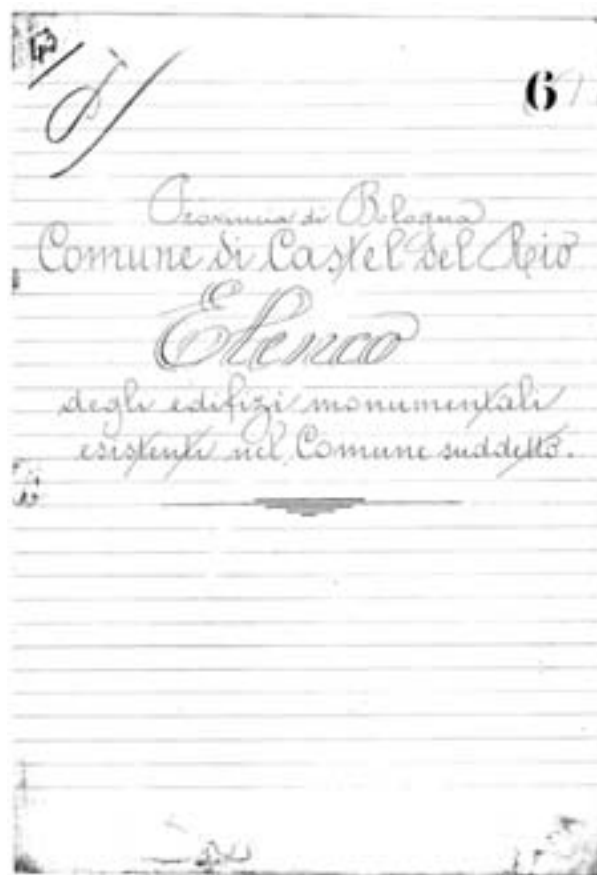 6
Provincia di Bologna
Comune di Castel del Rio
Elenco
degli edifizi monumentali
esistenti nel Comune suddetto.